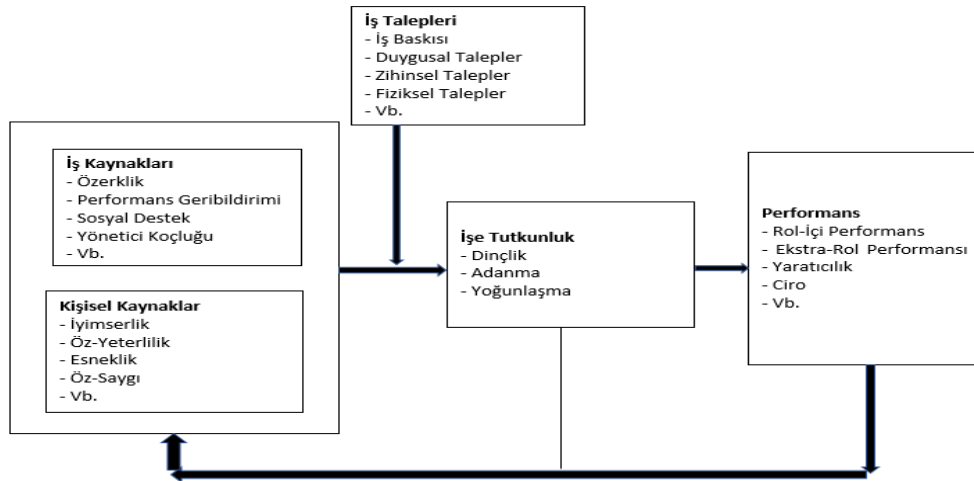 İş Talepleri
- İş Baskısı
- Duygusal Talepler
- Zihinsel Talepler
- Fiziksel Talepler
- Vb.
İş Kaynakları
- Özerklik
- Performans Geribildirimi
- Sosyal Destek
- Yönetici Koçluğu
- Vb.
Kişisel Kaynaklar
- İyimserlik
- Öz-Yeterlilik
- Esneklik
- Öz-Saygı
- Vb.
İşe Tutkunluk
- Dinçlik
- Adanma
- Yoğunlaşma
Performans
- Rol-İçi Performans
- Ekstra-Rol Performansı
- Yaratıcılık
- Ciro
- Vb.